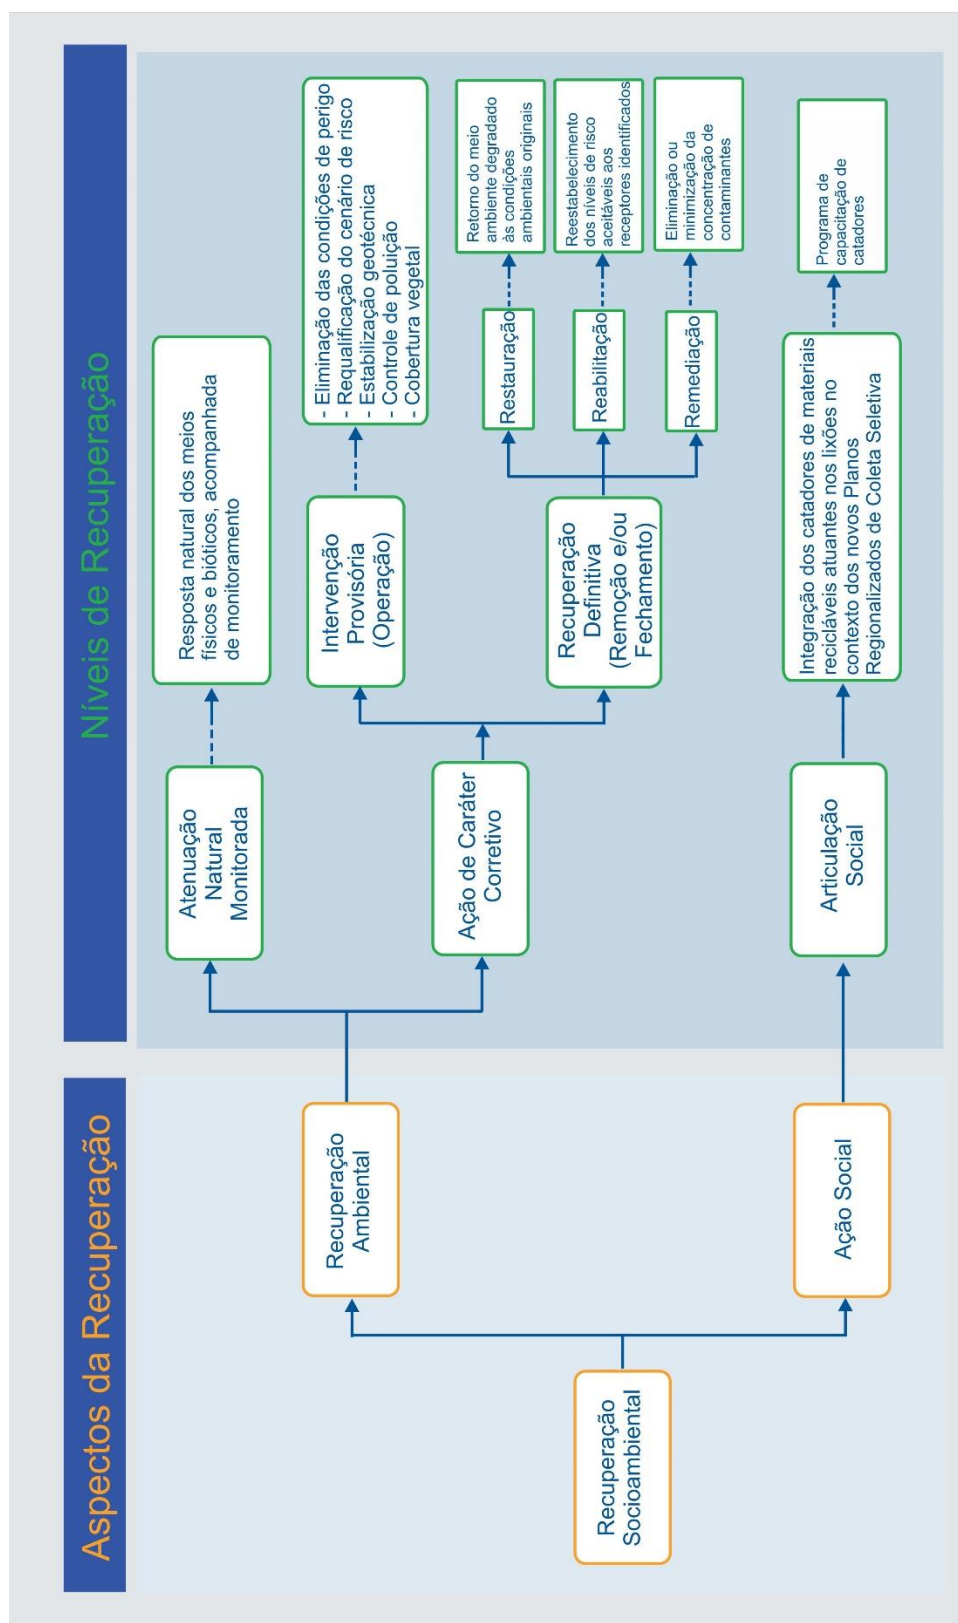 Aspectos da Recuperação
Níveis de Recuperação
Recuperação
Socioambiental
Recuperação
Ambiental
Ação Social
Atenuação
Natural
Monitorada
Resposta natural dos meios
físicos e bióticos, acompanhada
de monitoramento
Ação de Caráter
Corretivo
Intervenção
Provisória
(Operação)
- Eliminação das condições de perigo
- Requalificação do cenário de risco
- Estabilização geotécnica
- Controle de poluição
- Cobertura vegetal
Recuperação
Definitiva
(Remoção e/ou
Fechamento)
Restauração
Retorno do meio
ambiente degradado
às condições
ambientais originais
Reabilitação
Reestabelecimento
dos níveis de risco
aceitáveis aos
receptores identificados
Remediação
Eliminação ou
minimização da
concentração de
contaminantes
Articulação
Social
Integração dos catadores de materiais
recicláveis atuantes nos lixões no
contexto dos novos Planos
Regionalizados de Coleta Seletiva
Programa de
capacitação de
catadores